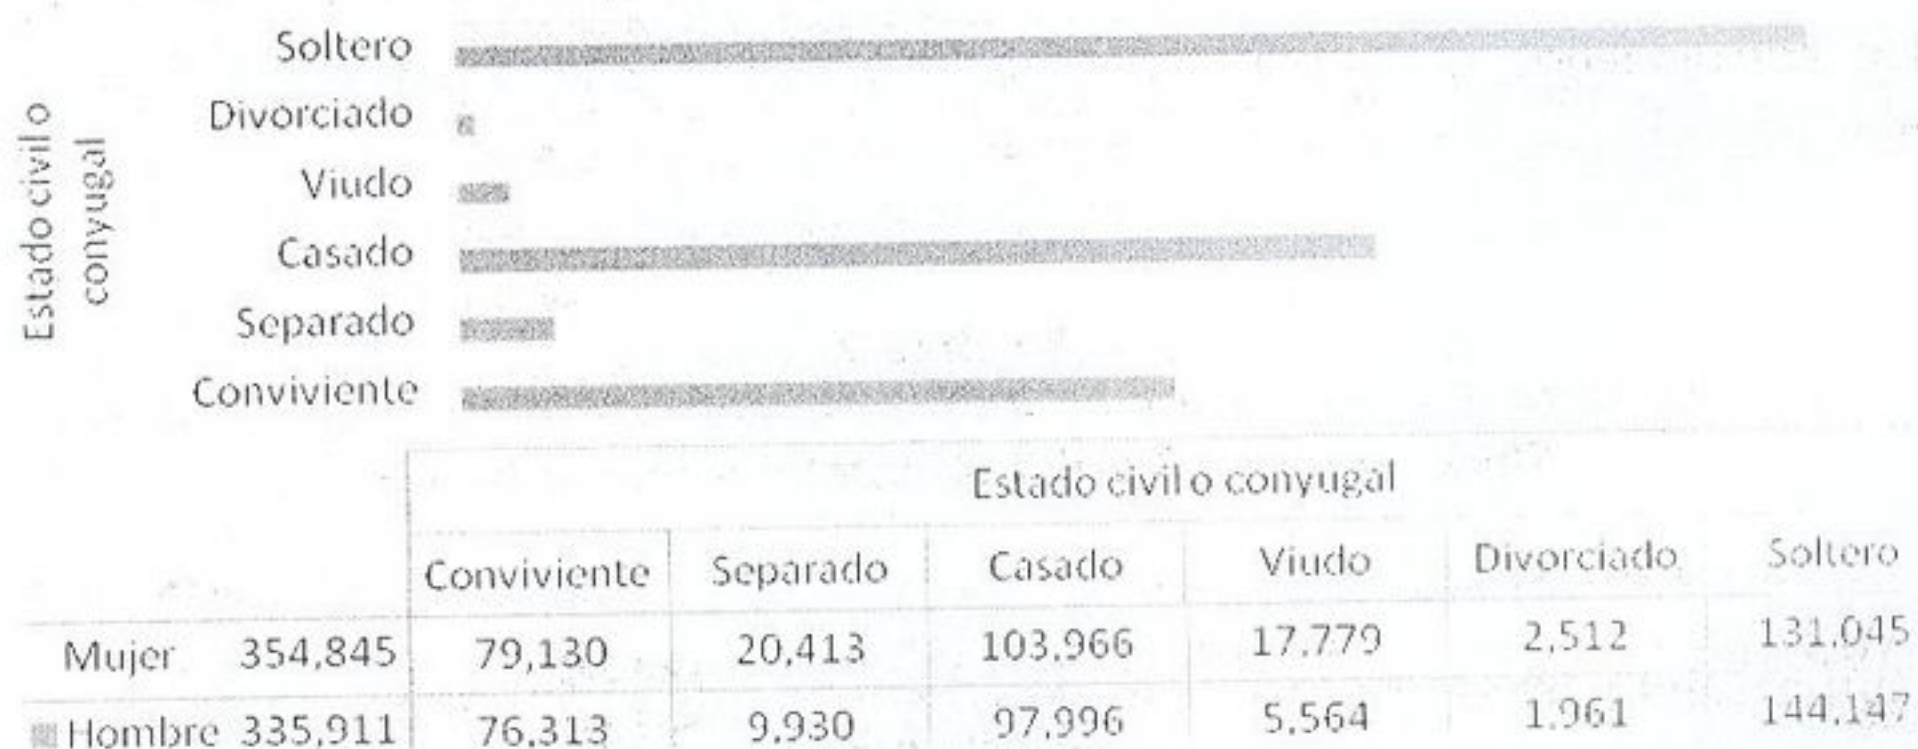 Estado civil o
conyugal
Soltero
Divorciado
Viudo
Casado
Separado
Conviviente
Estado civil o conyugal
Conviviente Separado Casado Viudo Divorciado Soltero
Mujer 354,845 79,130 20,413 103,966 17,779 2,512 131,045
Hombre 335,911 76,313 9,930 97,996 5,564 1,961 144,147